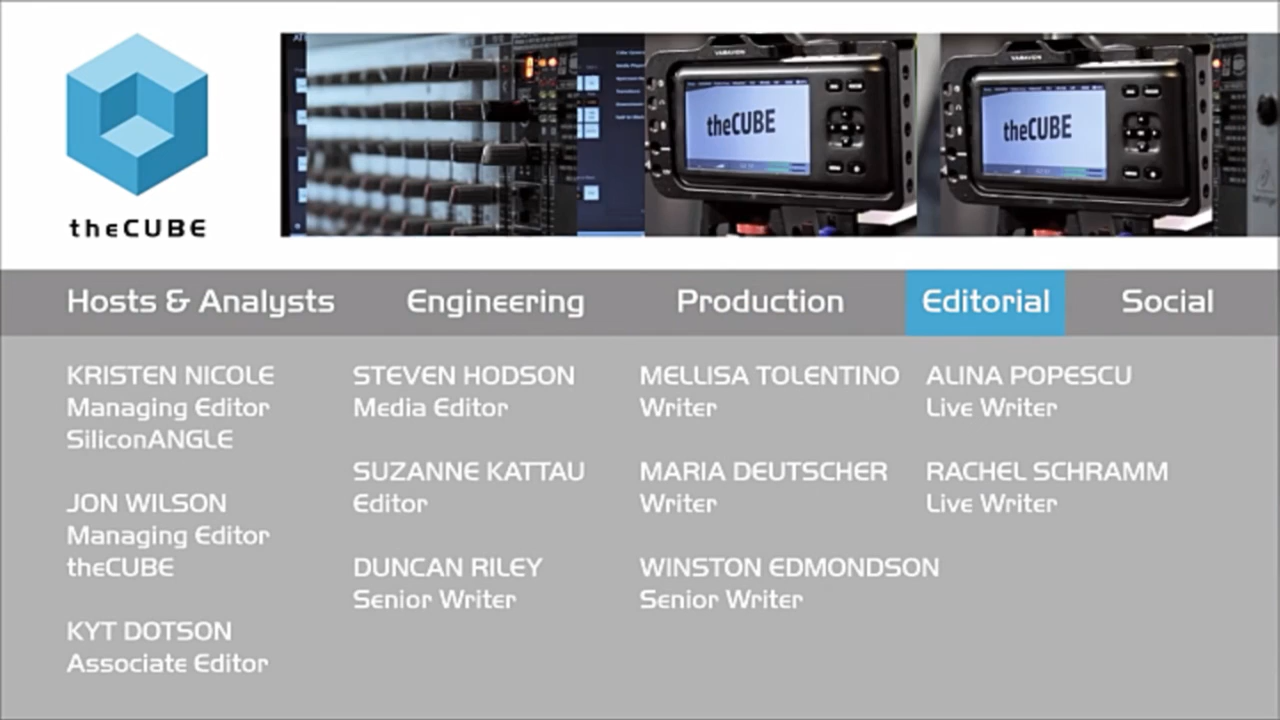 theCUBE
theCUBE
theCUBE
Hosts & Analysts
Engineering
Production
Editorial
Social
KRISTEN NICOLE
Managing Editor
SiliconANGLE
JON WILSON
Managing Editor
theCUBE
KYT DOTSON
Associate Editor
STEVEN HODSON
Media Editor
SUZANNE KATTAU
Editor
DUNCAN RILEY
Senior Writer
MELLISA TOLENTINO
Writer
MARIA DEUTSCHER
Writer
WINSTON EDMONDSON
Senior Writer
ALINA POPESCU
Live Writer
RACHEL SCHRAMM
Live Writer